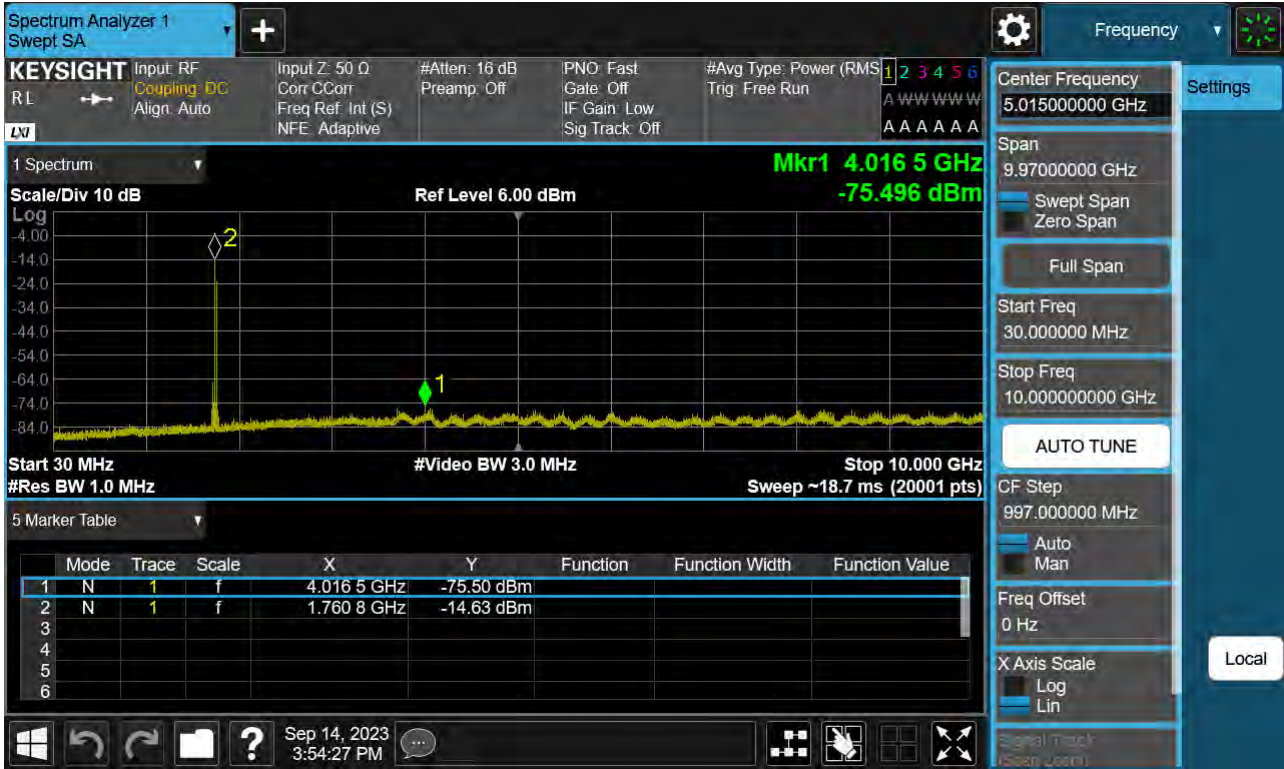 Spectrum Analyzer 1
Swept SA
+
Frequency
KEYSIGHT
RL
LXI
Input: RF
Coupling: DC
Align: Auto
Input Z: 50 Ω
Corr CCorr
Freq Ref: Int (S)
NFE: Adaptive
#Atten: 16 dB
Preamp: Off
PNO: Fast
Gate: Off
IF Gain: Low
Sig Track: Off
#Avg Type: Power (RMS
Trig: Free Run
1 2 3 4 5 6
A W W W W W
A A A A A A
1 Spectrum
Mkr1 4.016 5 GHz
-75.496 dBm
Scale/Div 10 dB
Ref Level 6.00 dBm
Log
-4.00
-14.0
-24.0
-34.0
-44.0
-54.0
-64.0
-74.0
-84.0
2
1
Start 30 MHz
#Video BW 3.0 MHz
Stop 10.000 GHz
#Res BW 1.0 MHz
Sweep ~18.7 ms (20001 pts)
5 Marker Table
Mode Trace Scale X Y Function Function Width Function Value
1 N 1 f 4.016 5 GHz -75.50 dBm
2 N 1 f 1.760 8 GHz -14.63 dBm
3
4
5
6
?
Sep 14, 2023
3:54:27 PM
Center Frequency
5.015000000 GHz
Settings
Span
9.97000000 GHz
Swept Span
Zero Span
Full Span
Start Freq
30.000000 MHz
Stop Freq
10.000000000 GHz
AUTO TUNE
CF Step
997.000000 MHz
Auto
Man
Freq Offset
0 Hz
X Axis Scale
Log
Lin
Local
Signal Track
(Span Zoom)